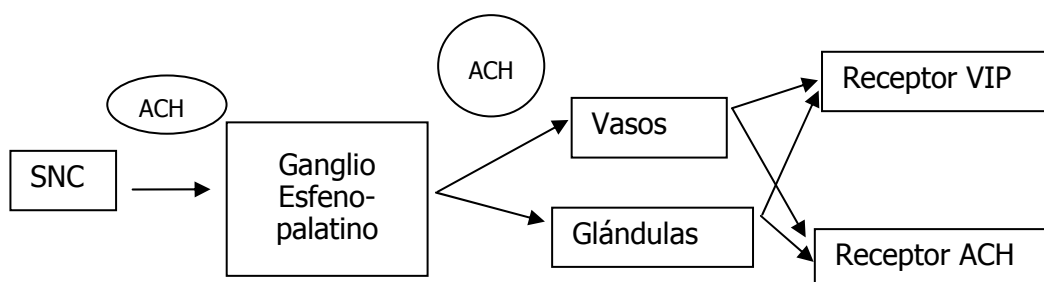 ACH
ACH
SNC
Ganglio
Esfeno-
palatino
Vasos
Glándulas
Receptor VIP
Receptor ACH